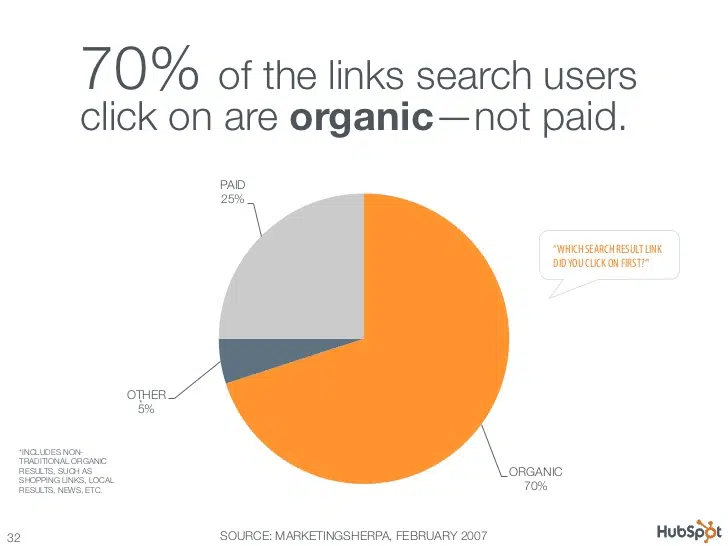 70% of the links search users
click on are organic—not paid.
PAID
25%
"WHICH SEARCH RESULT LINK
DID YOU CLICK ON FIRST?"
OTHER
5%
*
*INCLUDES NON-
TRADITIONAL ORGANIC
RESULTS, SUCH AS
SHOPPING LINKS, LOCAL
RESULTS, NEWS, ETC.
ORGANIC
70%
32
SOURCE: MARKETINGSHERPA, FEBRUARY 2007
HubSpot